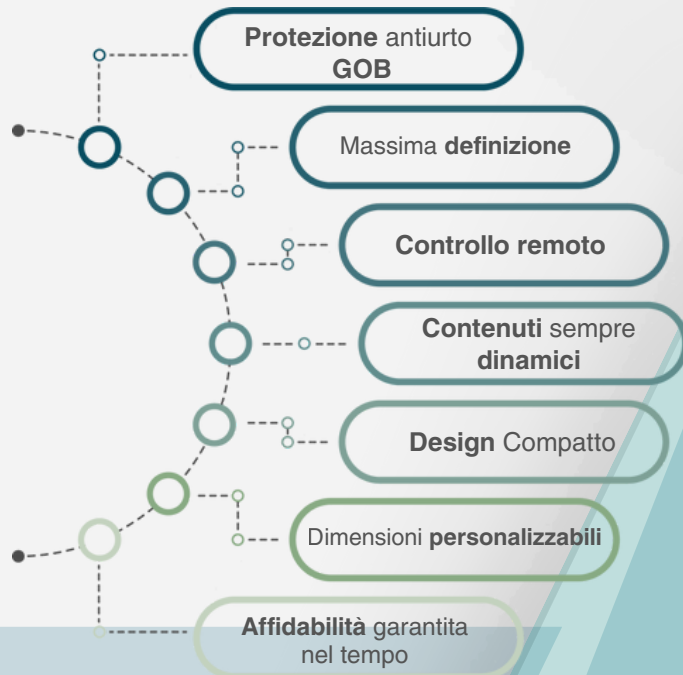 Protezione antiurto
GOB
Massima definizione
Controllo remoto
Contenuti sempre
dinamici
Design Compatto
Dimensioni personalizzabili
Affidabilità garantita
nel tempo